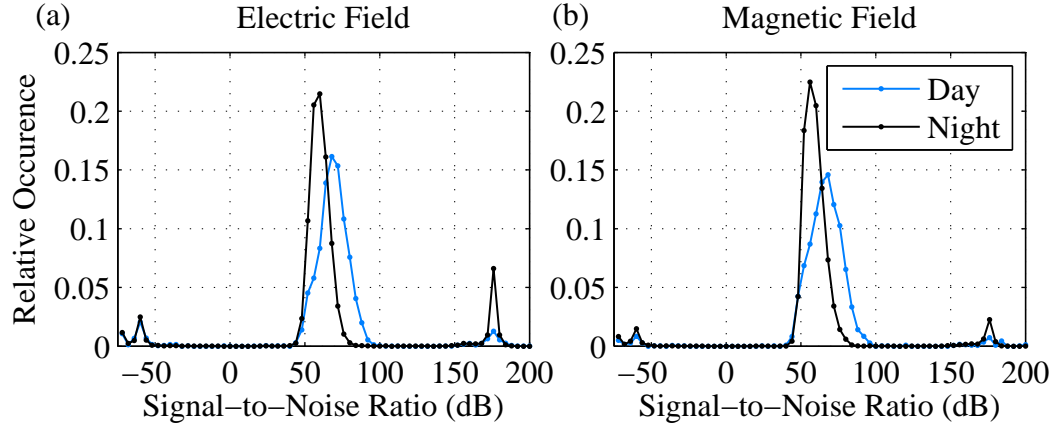 (a) Electric Field
(b) Magnetic Field
Relative Occurence
0.25
0.2
0.15
0.1
0.05
0
−50 0 50 100 150 200
Signal−to−Noise Ratio (dB)
0.25
0.2
0.15
0.1
0.05
0
Day
Night
−50 0 50 100 150 200
Signal−to−Noise Ratio (dB)